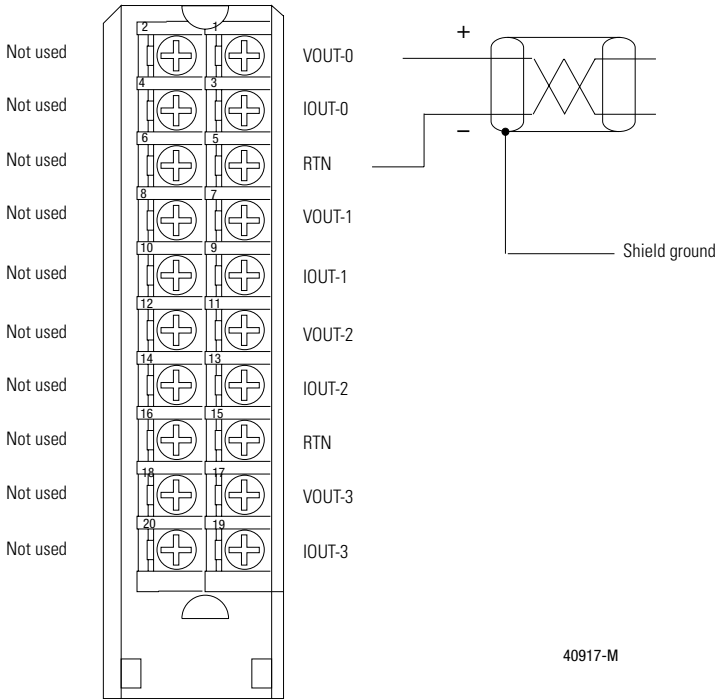 2 1
+
Not used VOUT-0
4 3
Not used IOUT-0
6 5
–
Not used RTN
8 7
Not used VOUT-1
Shield ground
10 9
Not used IOUT-1
12 11
Not used VOUT-2
14 13
Not used IOUT-2
16 15
Not used RTN
18 17
Not used VOUT-3
20 19
Not used IOUT-3
40917-M